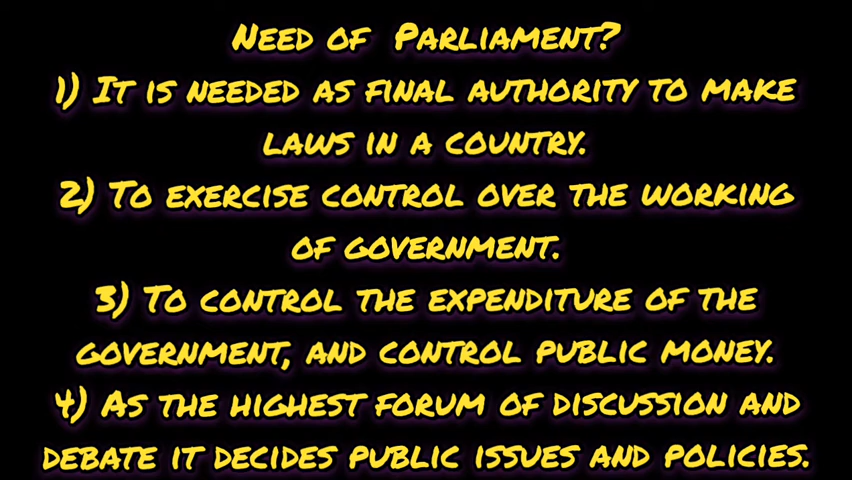 Need of Parliament?
1) It is needed as final authority to make
laws in a country.
2) To exercise control over the working
of government.
3) To control the expenditure of the
government, and control public money.
4) As the highest forum of discussion and
debate it decides public issues and policies.